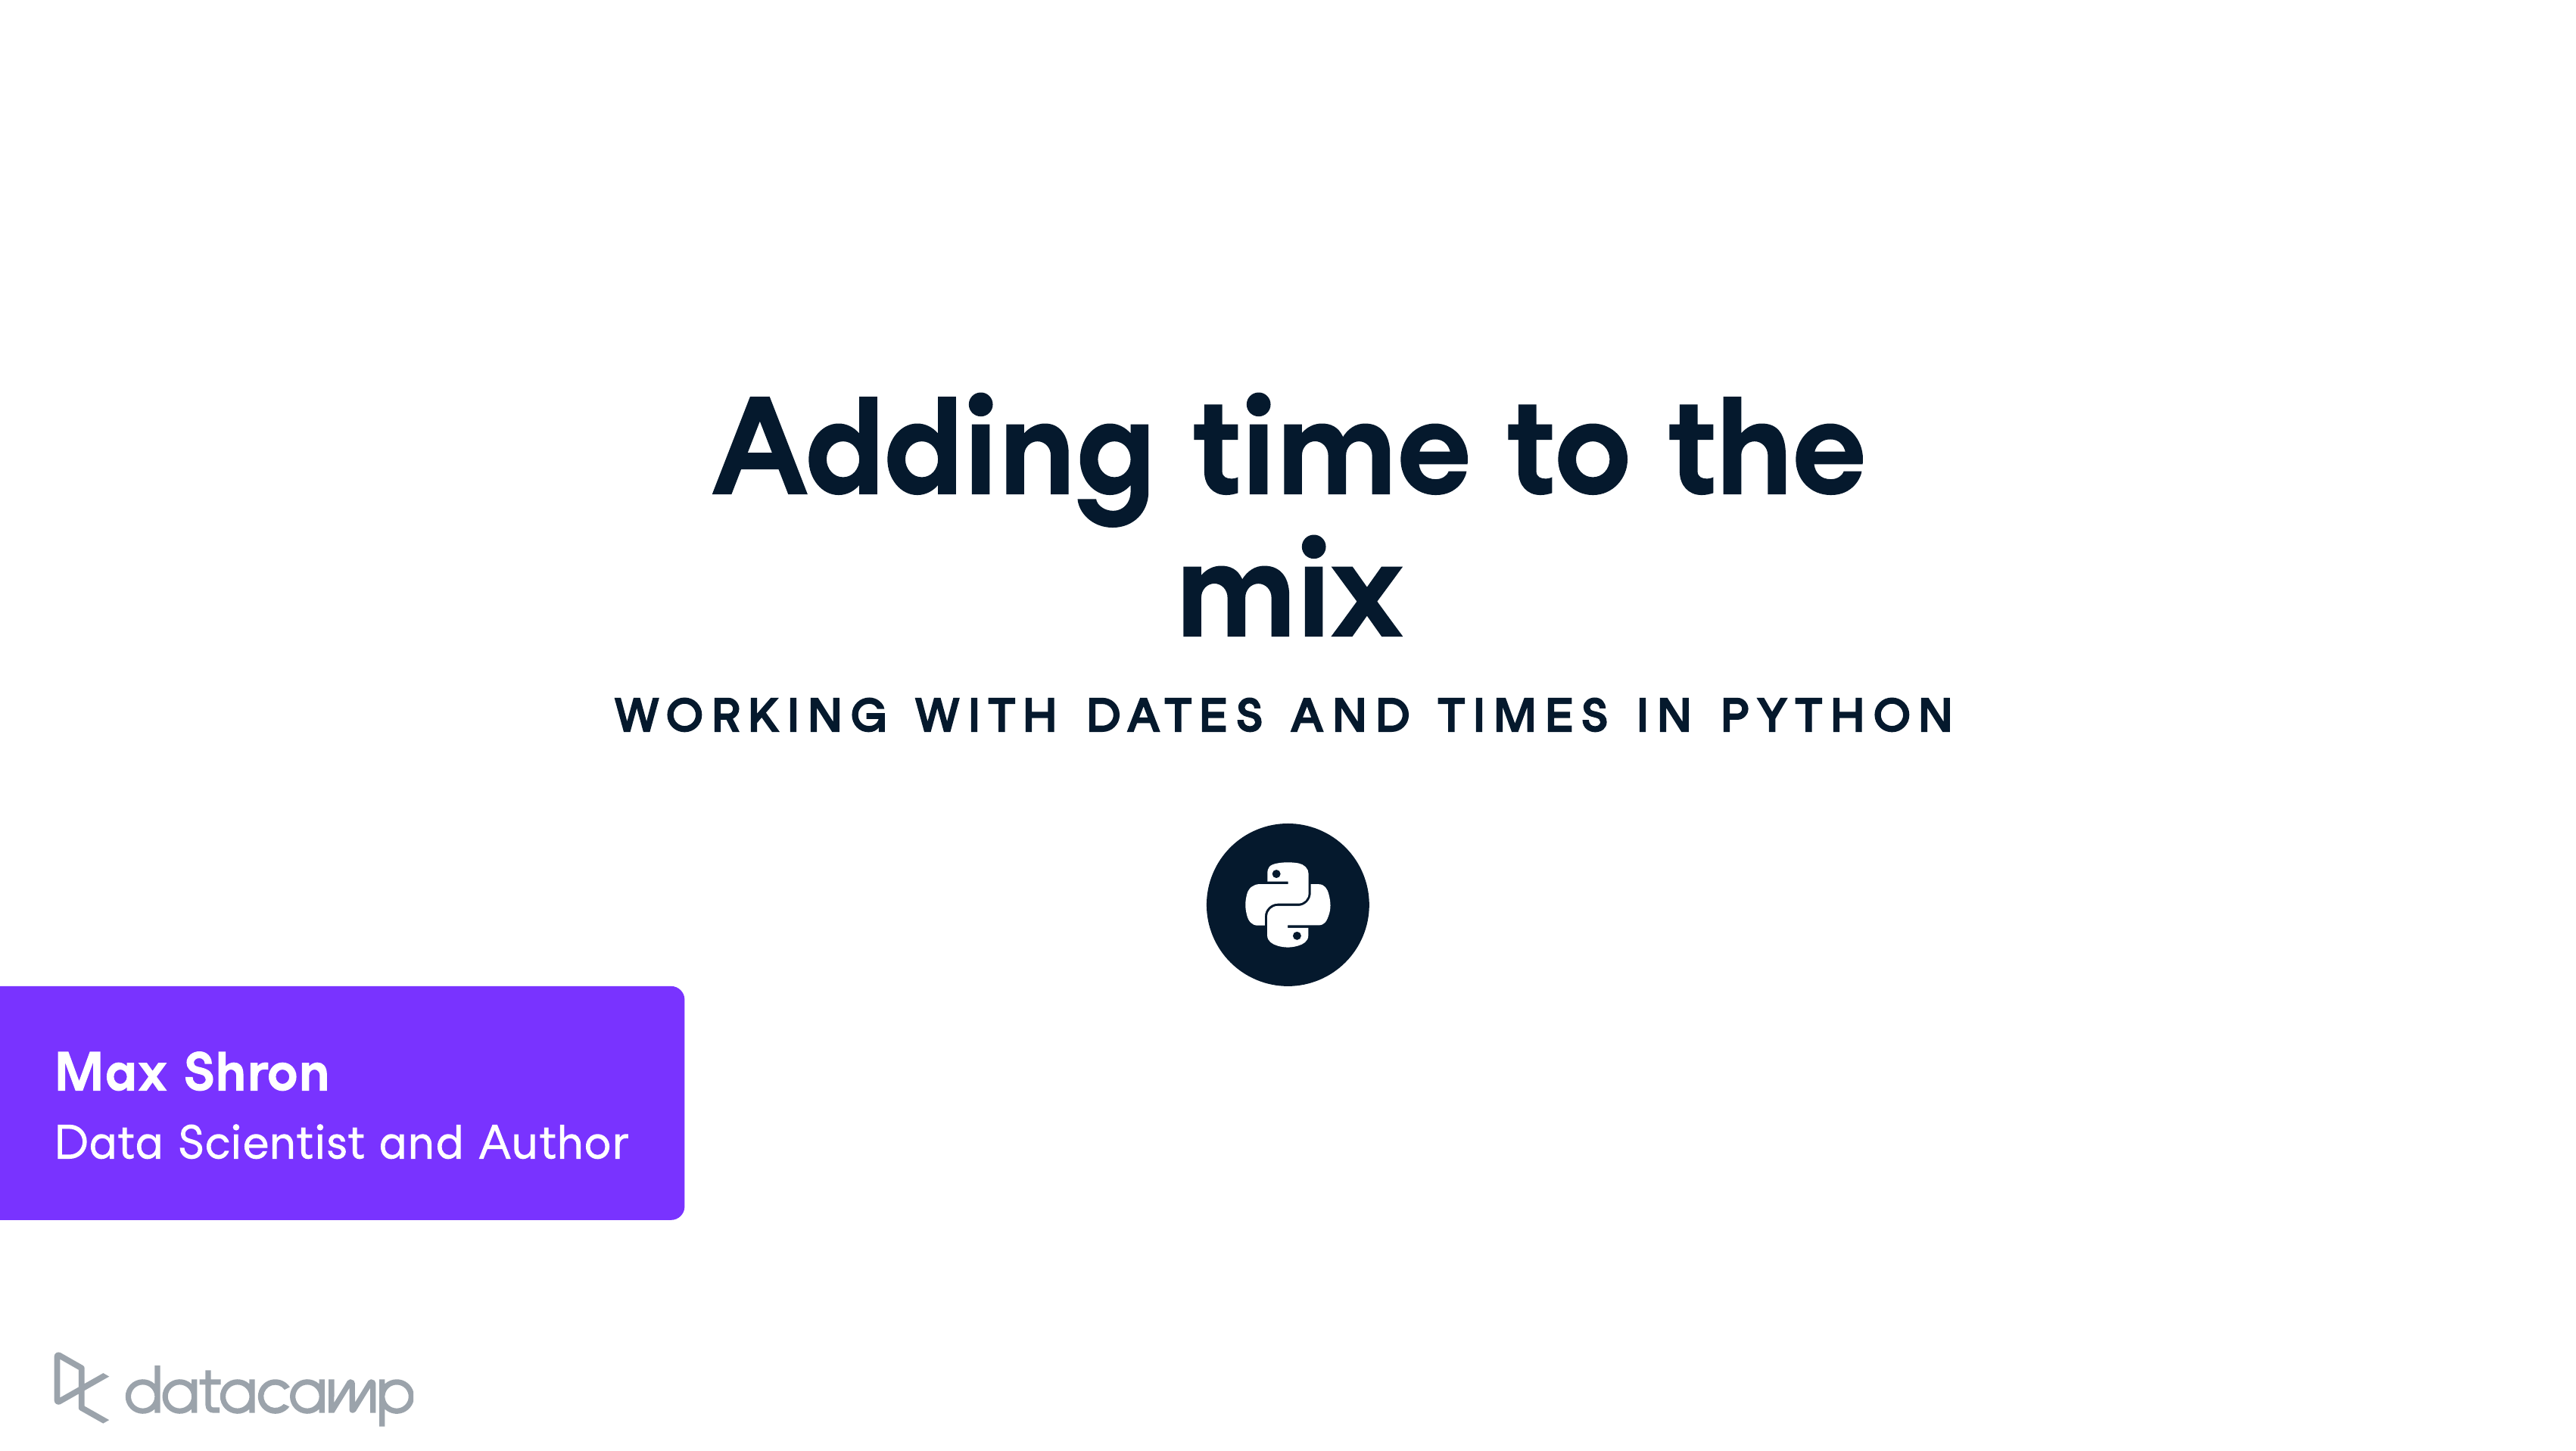 Adding time to the
mix
WORKING WITH DATES AND TIMES IN PYTHON
Max Shron
Data Scientist and Author
datacamp